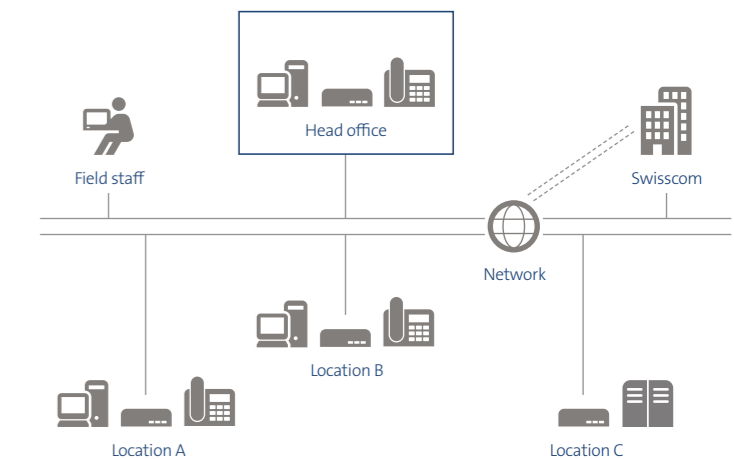 Head office
Field staff
Swisscom
Network
Location B
Location A
Location C